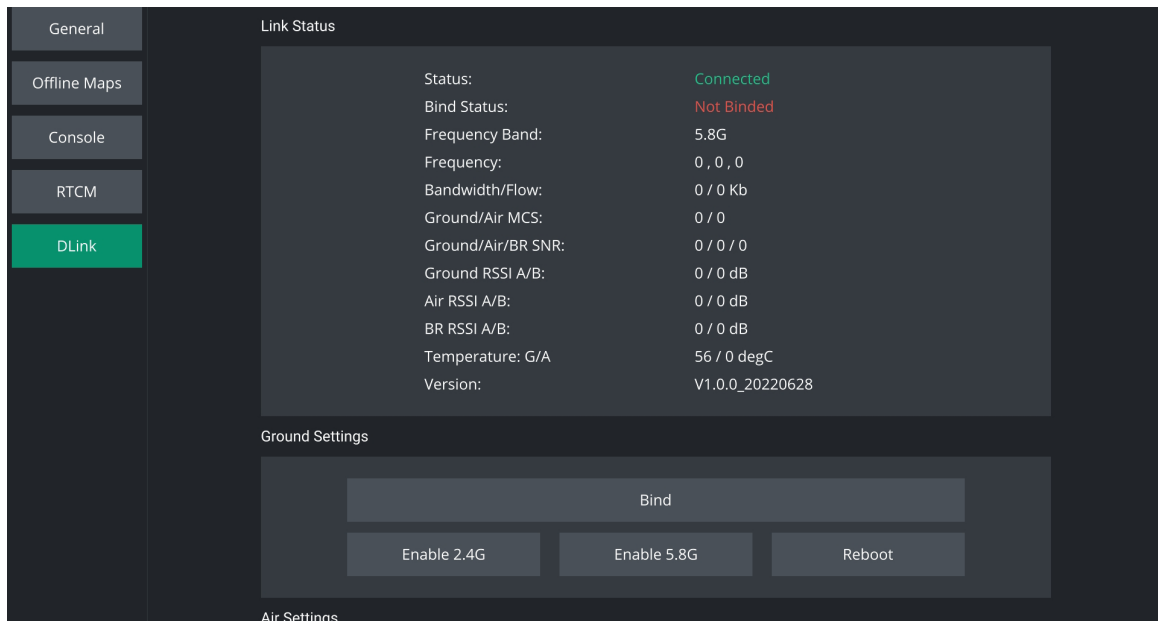 General
Offline Maps
Console
RTCM
DLink
Link Status
Status: Connected
Bind Status: Not Binded
Frequency Band: 5.8G
Frequency: 0 , 0 , 0
Bandwidth/Flow: 0 / 0 Kb
Ground/Air MCS: 0 / 0
Ground/Air/BR SNR: 0 / 0 / 0
Ground RSSI A/B: 0 / 0 dB
Air RSSI A/B: 0 / 0 dB
BR RSSI A/B: 0 / 0 dB
Temperature: G/A 56 / 0 degC
Version: V1.0.0_20220628
Ground Settings
Bind
Enable 2.4G Enable 5.8G Reboot
Air Settings